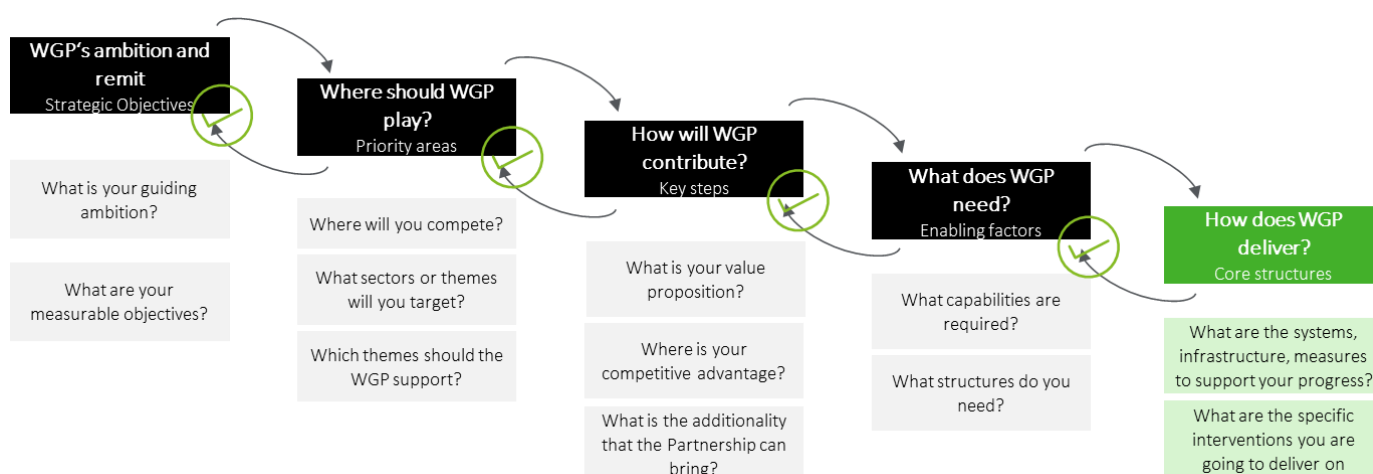 WGP‘s ambition and
remit
Strategic Objectives
What is your guiding
ambition?
What are your
measurable objectives?
Where should WGP
play?
Priority areas
Where will you compete?
What sectors or themes
will you target?
Which themes should the
WGP support?
How will WGP
contribute?
Key steps
What is your value
proposition?
Where is your
competitive advantage?
What is the additionality
that the Partnership can
bring?
What does WGP
need?
Enabling factors
What capabilities are
required?
What structures do you
need?
How does WGP
deliver?
Core structures
What are the systems,
infrastructure, measures
to support your progress?
What are the specific
interventions you are
going to deliver on